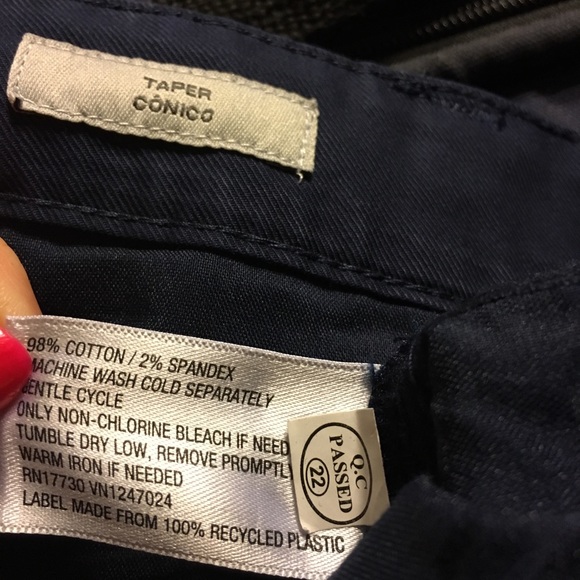 TAPER
CÓNICO
98% COTTON / 2% SPANDEX
MACHINE WASH COLD SEPARATELY
GENTLE CYCLE
ONLY NON-CHLORINE BLEACH IF NEED
TUMBLE DRY LOW, REMOVE PROMPTL
WARM IRON IF NEEDED
RN17730 VN1247024
LABEL MADE FROM 100% RECYCLED PLASTIC
Q.C
PASSED
22